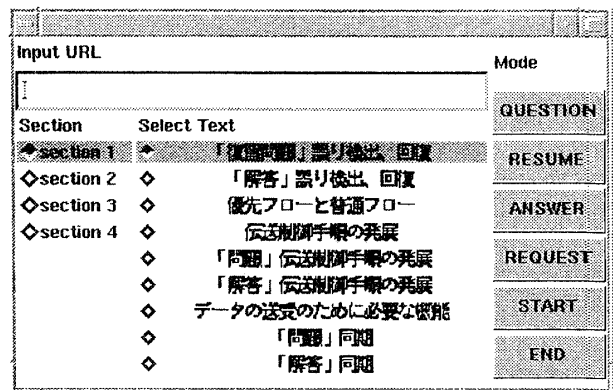 Input URL
Mode
Section
Select Text
section 1
「復習問題」誤り検出、回復
section 2
「解答」誤り検出、回復
section 3
優先フローと普通フロー
section 4
伝送制御手順の発展
「問題」伝送制御手順の発展
「解答」伝送制御手順の発展
データの送受のために必要な機能
「問題」同期
「解答」同期
QUESTION
RESUME
ANSWER
REQUEST
START
END